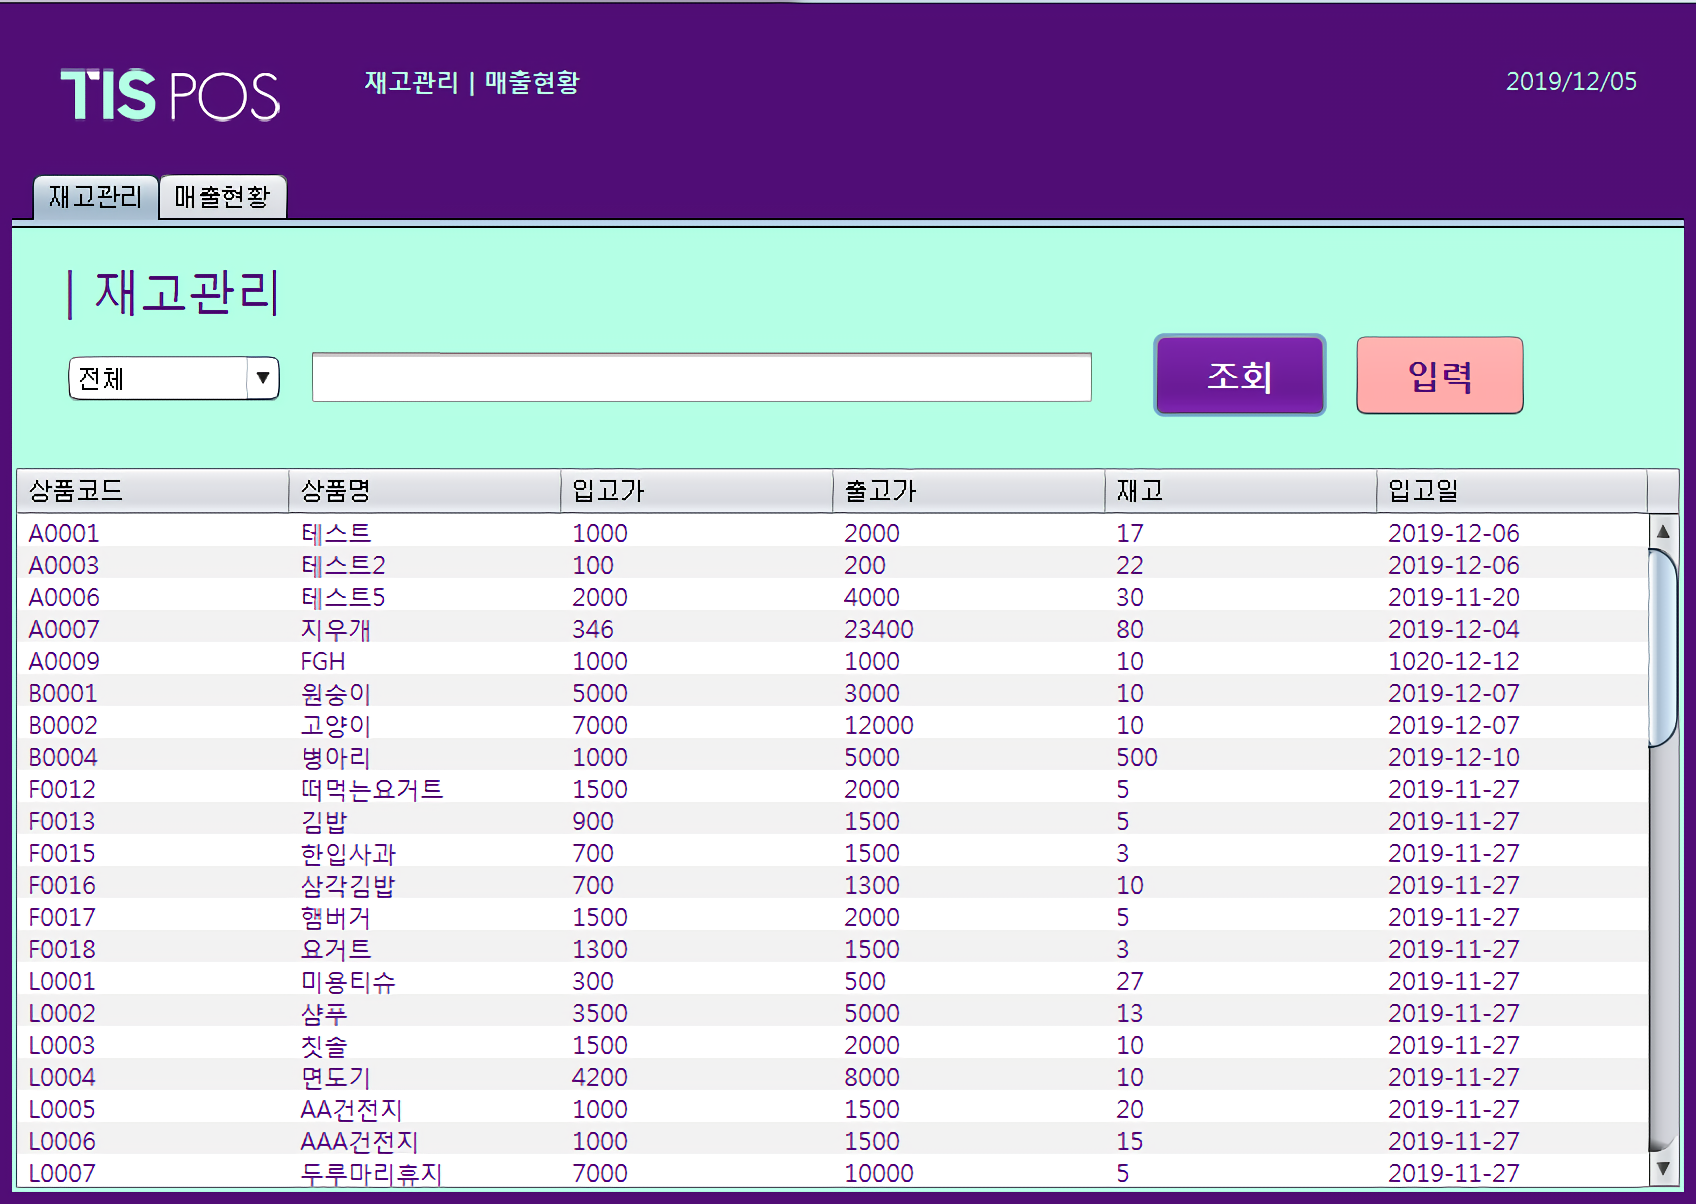 TIS POS
재고관리 | 매출현황
2019/12/05
재고관리 매출현황
| 재고관리
전체 ▼ 조회 입력
상품코드 상품명 입고가 출고가 재고 입고일
A0001 테스트 1000 2000 17 2019-12-06
A0003 테스트2 100 200 22 2019-12-06
A0006 테스트5 2000 4000 30 2019-11-20
A0007 지우개 346 23400 80 2019-12-04
A0009 FGH 1000 1000 10 1020-12-12
B0001 원숭이 5000 3000 10 2019-12-07
B0002 고양이 7000 12000 10 2019-12-07
B0004 병아리 1000 5000 500 2019-12-10
F0012 떠먹는요거트 1500 2000 5 2019-11-27
F0013 김밥 900 1500 5 2019-11-27
F0015 한입사과 700 1500 3 2019-11-27
F0016 삼각김밥 700 1300 10 2019-11-27
F0017 햄버거 1500 2000 5 2019-11-27
F0018 요거트 1300 1500 3 2019-11-27
L0001 미용티슈 300 500 27 2019-11-27
L0002 샴푸 3500 5000 13 2019-11-27
L0003 칫솔 1500 2000 10 2019-11-27
L0004 면도기 4200 8000 10 2019-11-27
L0005 AA건전지 1000 1500 20 2019-11-27
L0006 AAA건전지 1000 1500 15 2019-11-27
L0007 두루마리휴지 7000 10000 5 2019-11-27